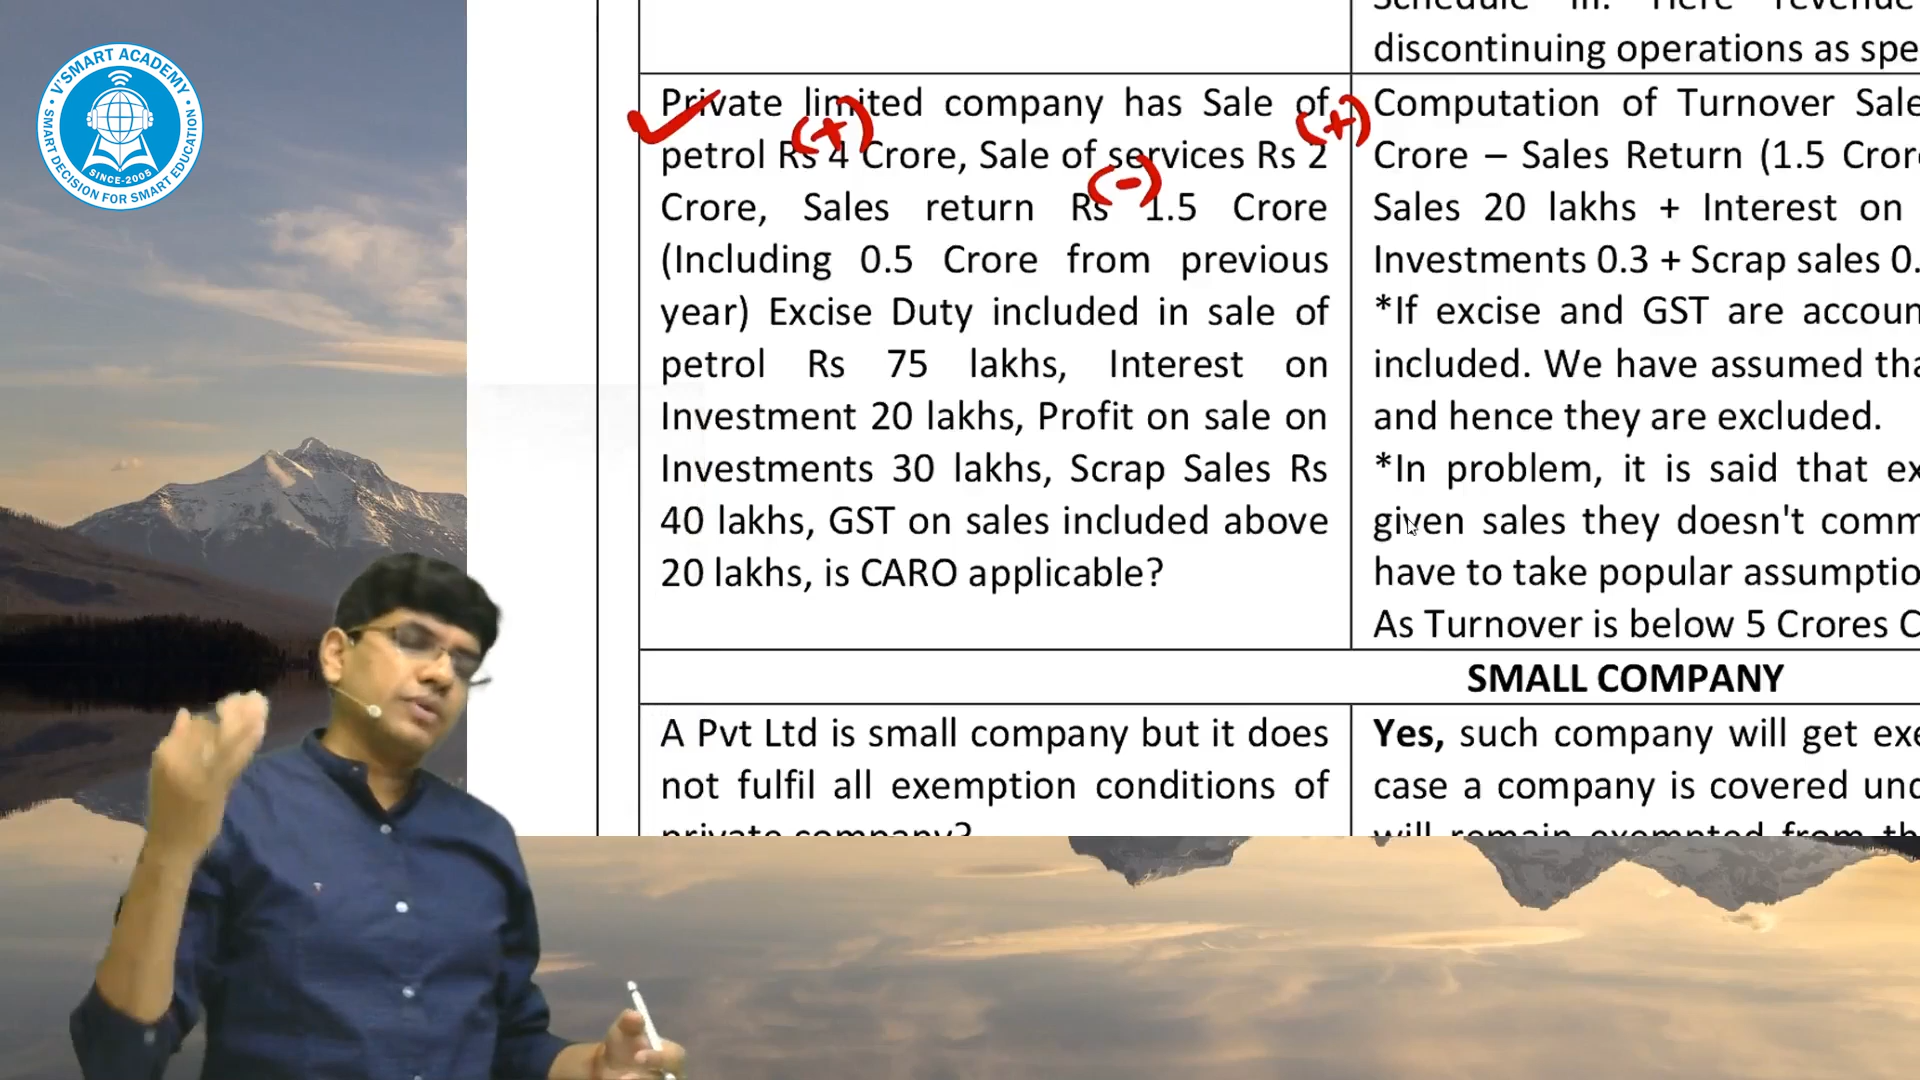 V'SMART ACADEMY
SMART DECISION FOR SMART EDUCATION
SINCE-2005
discontinuing operations as spe
Private limited company has Sale of
petrol Rs 4 Crore, Sale of services Rs 2
Crore, Sales return Rs 1.5 Crore
(Including 0.5 Crore from previous
year) Excise Duty included in sale of
petrol Rs 75 lakhs, Interest on
Investment 20 lakhs, Profit on sale on
Investments 30 lakhs, Scrap Sales Rs
40 lakhs, GST on sales included above
20 lakhs, is CARO applicable?
(+)
(+)
(-)
Computation of Turnover Sale
Crore – Sales Return (1.5 Cror
Sales 20 lakhs + Interest on
Investments 0.3 + Scrap sales 0.
*If excise and GST are accoun
included. We have assumed tha
and hence they are excluded.
*In problem, it is said that ex
given sales they doesn't comm
have to take popular assumptio
As Turnover is below 5 Crores C
SMALL COMPANY
A Pvt Ltd is small company but it does
not fulfil all exemption conditions of
private company?
Yes, such company will get exe
case a company is covered und
will remain exempted from th